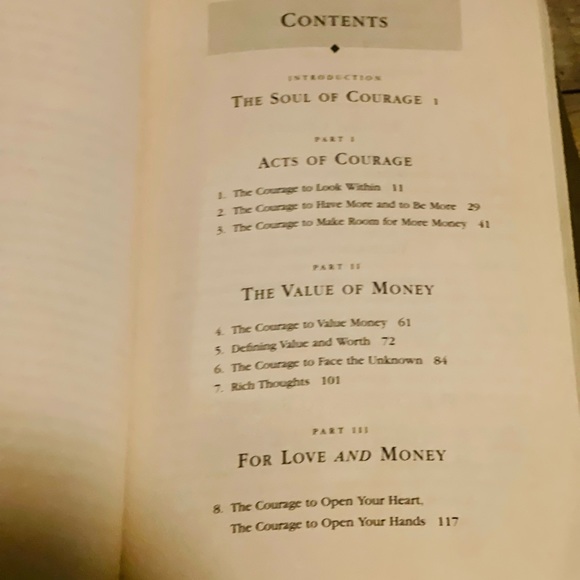 CONTENTS
INTRODUCTION
THE SOUL OF COURAGE 1
PART I
ACTS OF COURAGE
1. The Courage to Look Within 11
2. The Courage to Have More and to Be More 29
3. The Courage to Make Room for More Money 41
PART II
THE VALUE OF MONEY
4. The Courage to Value Money 61
5. Defining Value and Worth 72
6. The Courage to Face the Unknown 84
7. Rich Thoughts 101
PART III
FOR LOVE AND MONEY
8. The Courage to Open Your Heart,
The Courage to Open Your Hands 117